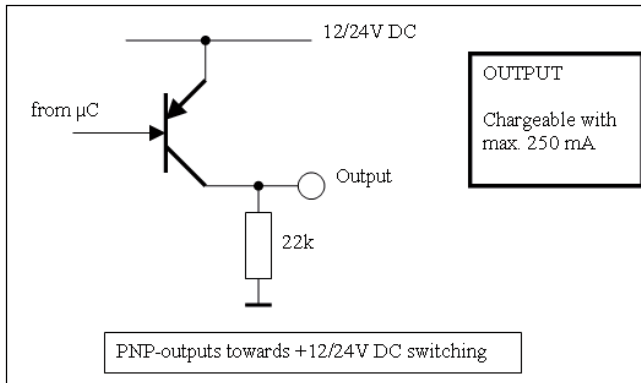 12/24V DC
OUTPUT
Chargeable with
max. 250 mA
from µC
Output
22k
PNP-outputs towards +12/24V DC switching